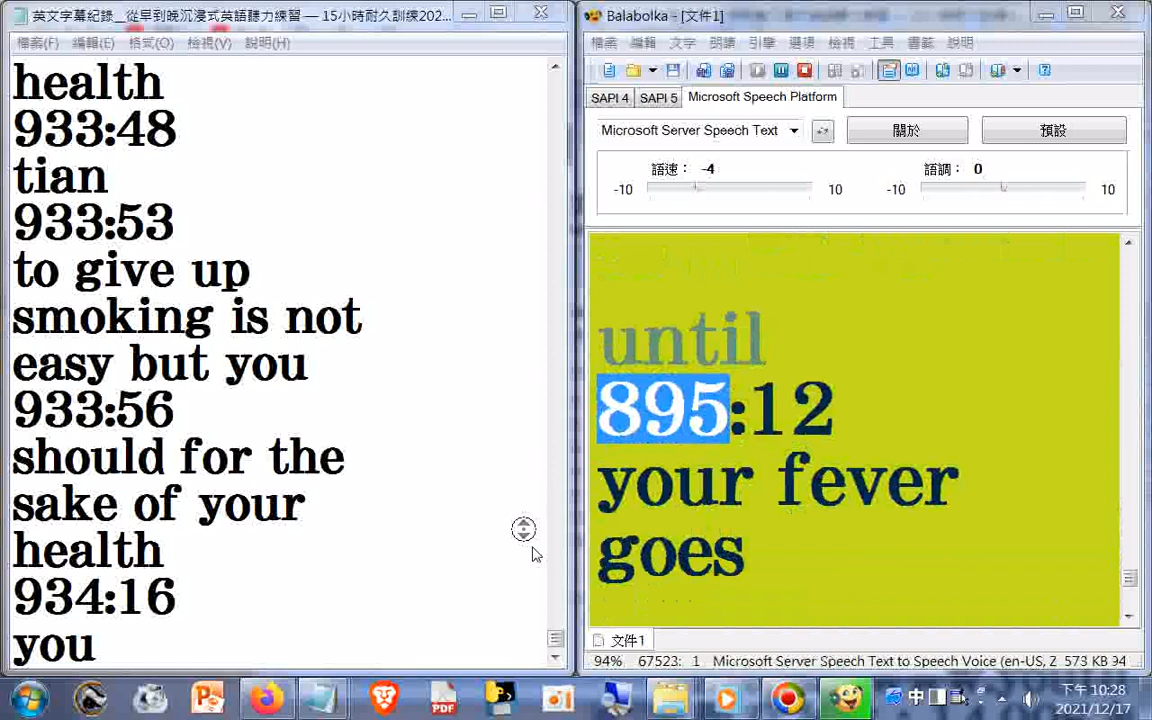 英文字幕紀錄__從早到晚沉浸式英語聽力練習 — 15小時耐久訓練202...
檔案(F) 編輯(E) 格式(O) 檢視(V) 說明(H)
health
933:48
tian
933:53
to give up
smoking is not
easy but you
933:56
should for the
sake of your
health
934:16
you
Balabolka - [文件1]
檔案 編輯 文字 朗讀 引擎 選項 檢視 工具 書籤 說明
SAPI 4 SAPI 5 Microsoft Speech Platform
Microsoft Server Speech Text 關於 預設
語速： -4 語調： 0
-10 10 -10 10
until
895:12
your fever
goes
文件1
94% 67523: 1 Microsoft Server Speech Text to Speech Voice (en-US, Z 573 KB 94
PDF
中
下午 10:28
2021/12/17